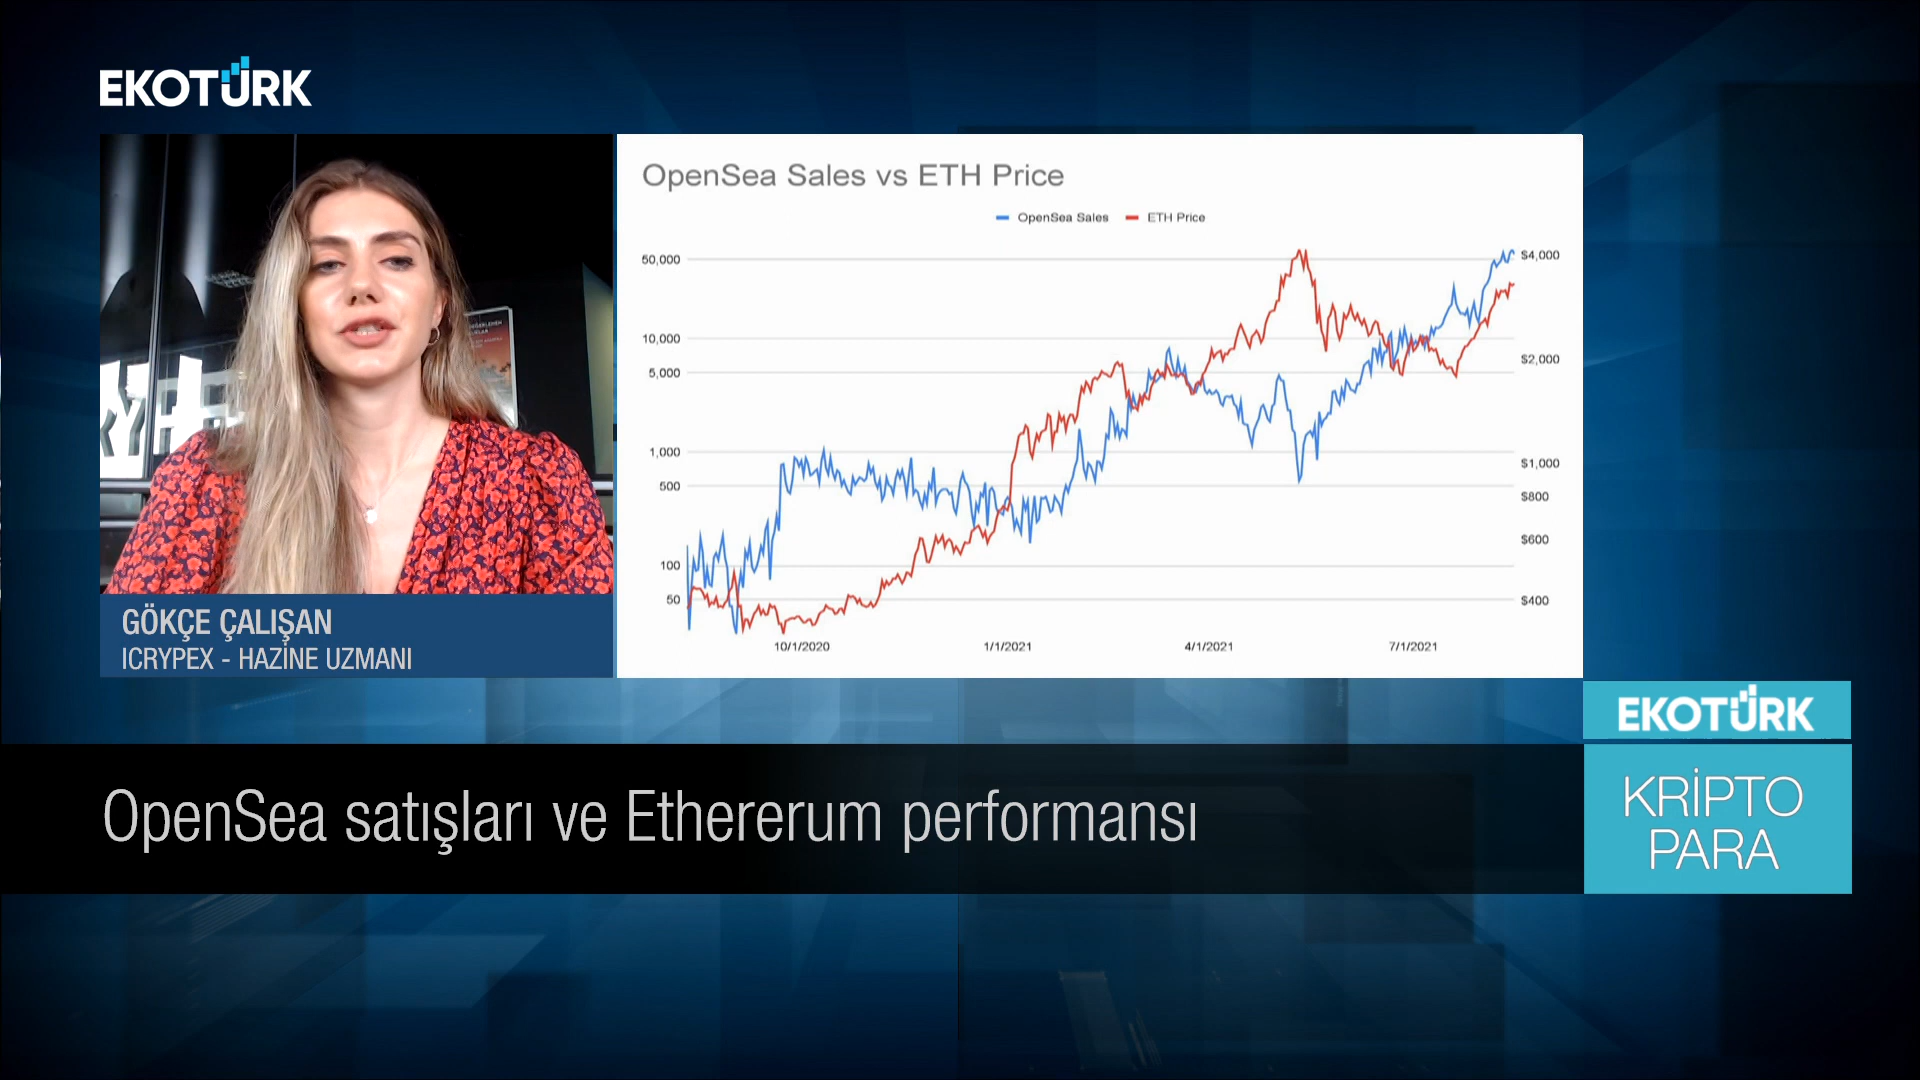 EKOTÜRK
GÖKÇE ÇALIŞAN
ICRYPEX - HAZİNE UZMANI
OpenSea Sales vs ETH Price
OpenSea Sales
ETH Price
50,000
10,000
5,000
1,000
500
100
50
$4,000
$2,000
$1,000
$800
$600
$400
10/1/2020
1/1/2021
4/1/2021
7/1/2021
EKOTÜRK
OpenSea satışları ve Ethererum performansı
KRİPTO
PARA